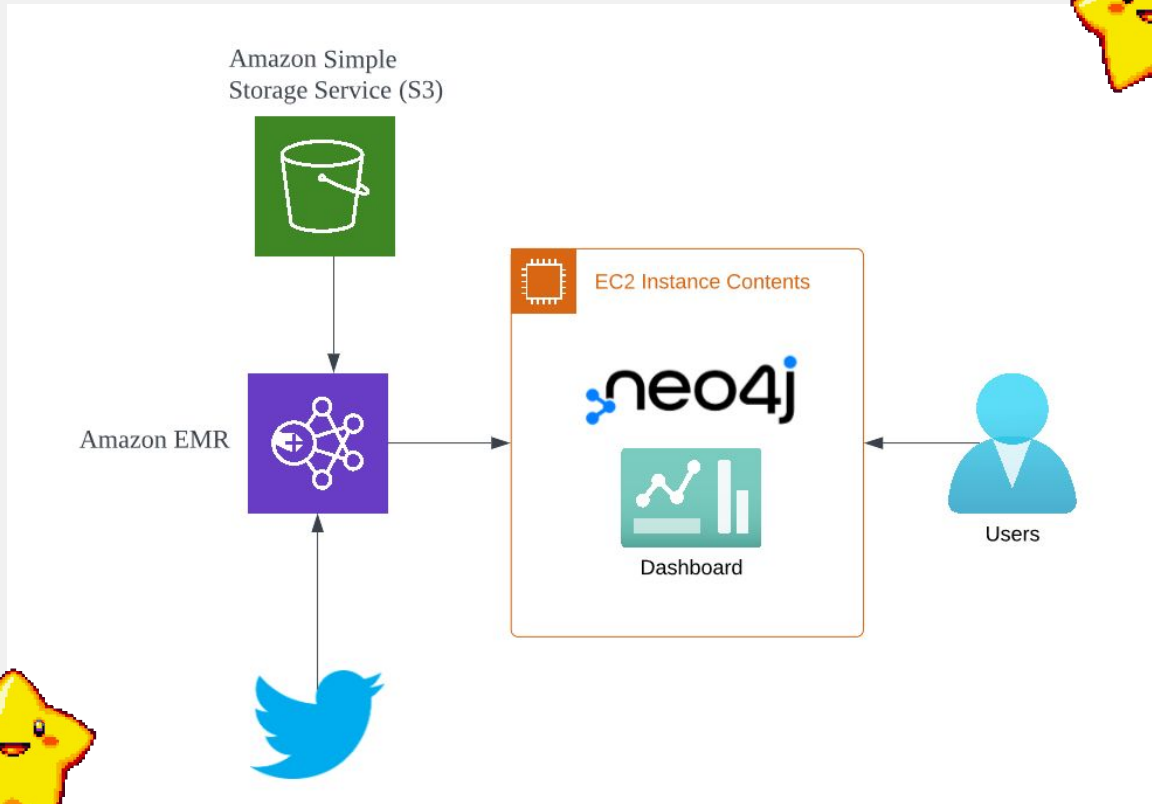 Amazon Simple
Storage Service (S3)
EC2 Instance Contents
neo4j
Amazon EMR
Dashboard
Users